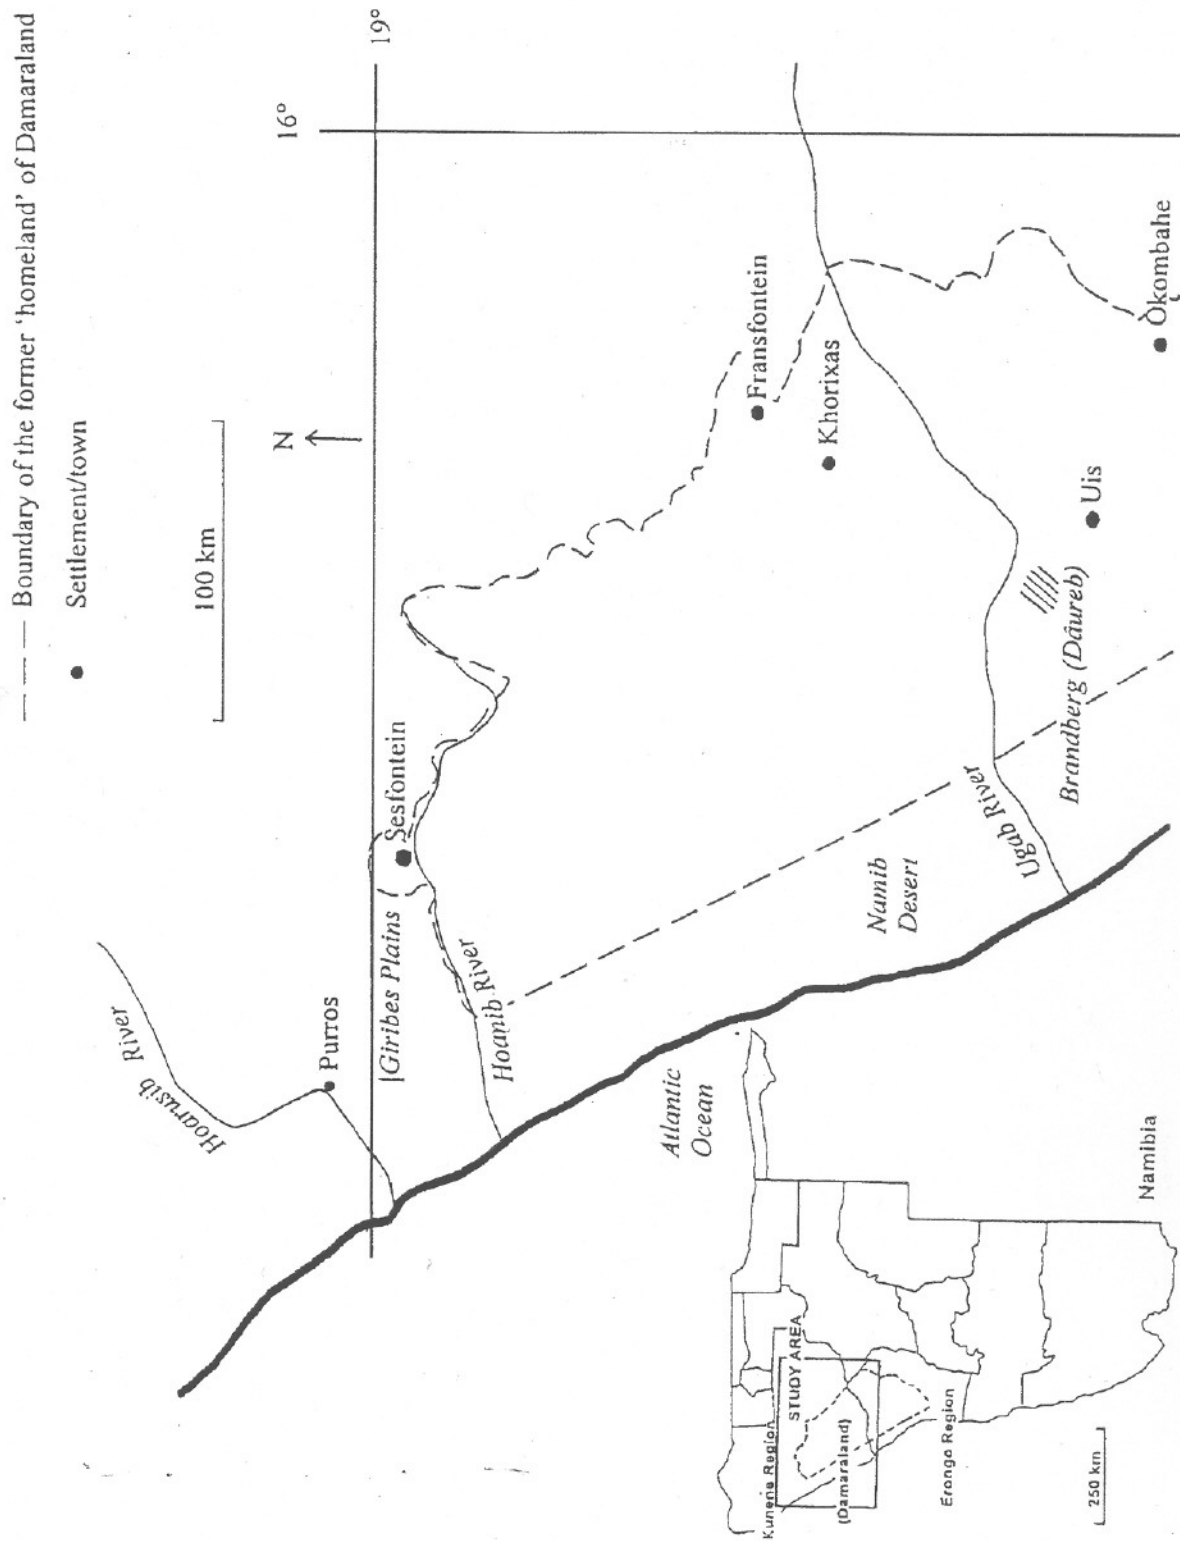 — — Boundary of the former 'homeland' of Damaraland
Settlement/town
100 km
N
16°
19°
Hoarusib River
Purros
|Giribes Plains
Sesfontein
Hoanib River
Fransfontein
Khorixas
Namib
Desert
Ugab River
Brandberg (Dâureb)
Uis
Okombahe
Atlantic
Ocean
Kunene Region
STUDY AREA
(Damaraland)
Erongo Region
250 km
Namibia